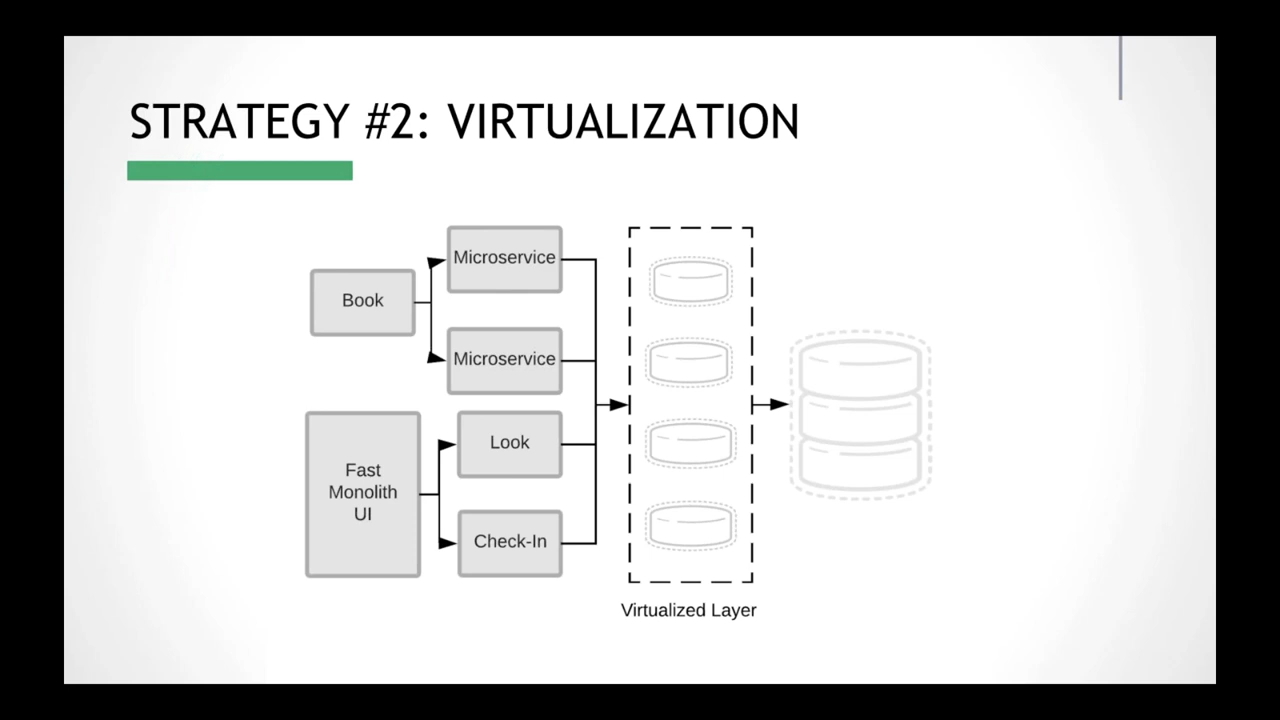 STRATEGY #2: VIRTUALIZATION
Microservice
Book
Microservice
Look
Fast
Monolith
UI
Check-In
Virtualized Layer